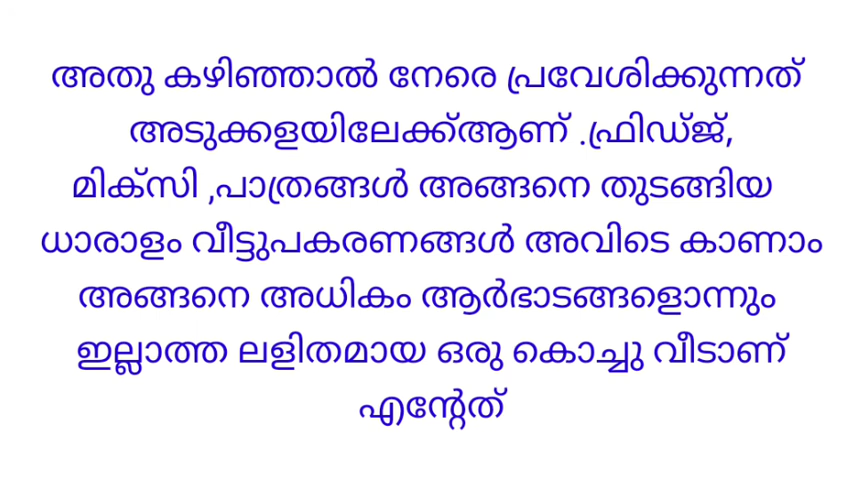 അതു കഴിഞ്ഞാൽ നേരെ പ്രവേശിക്കുന്നത്
അടുക്കളയിലേക്ക്ആണ് .ഫ്രിഡ്ജ്,
മിക്സി ,പാത്രങ്ങൾ അങ്ങനെ തുടങ്ങിയ
ധാരാളം വീട്ടുപകരണങ്ങൾ അവിടെ കാണാം
അങ്ങനെ അധികം ആർഭാടങ്ങളൊന്നും
ഇല്ലാത്ത ലളിതമായ ഒരു കൊച്ചു വീടാണ്
എന്റേത്